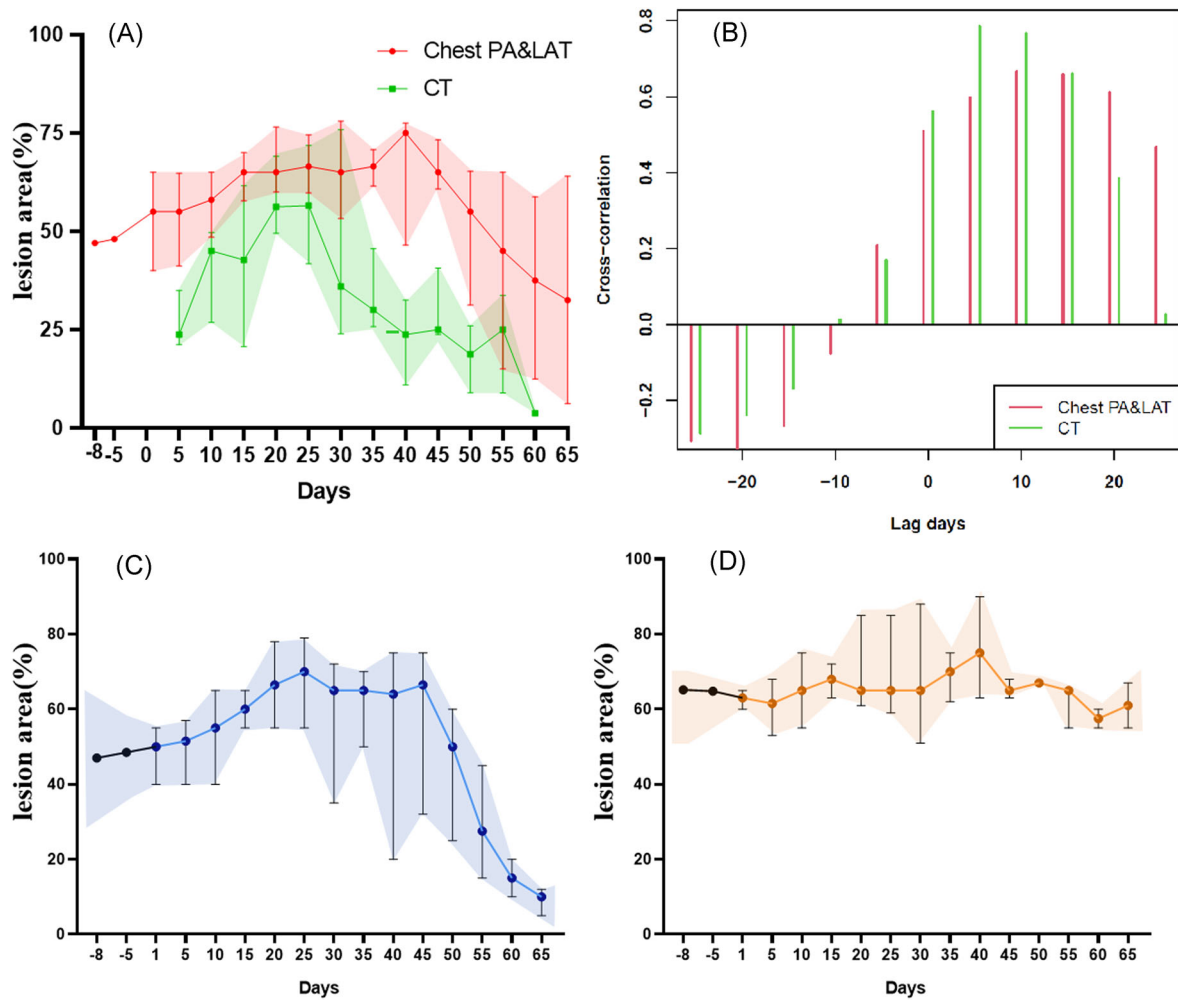 (A)
Chest PA&LAT
CT
lesion area(%)
100
75
50
25
0
-8 -5 0 5 10 15 20 25 30 35 40 45 50 55 60 65
Days
(B)
Cross-correlation
0.8
0.6
0.4
0.2
0.0
−0.2
Chest PA&LAT
CT
−20 −10 0 10 20
Lag days
(C)
lesion area(%)
100
80
60
40
20
0
-8 -5 1 5 10 15 20 25 30 35 40 45 50 55 60 65
Days
(D)
lesion area(%)
100
80
60
40
20
0
-8 -5 1 5 10 15 20 25 30 35 40 45 50 55 60 65
Days